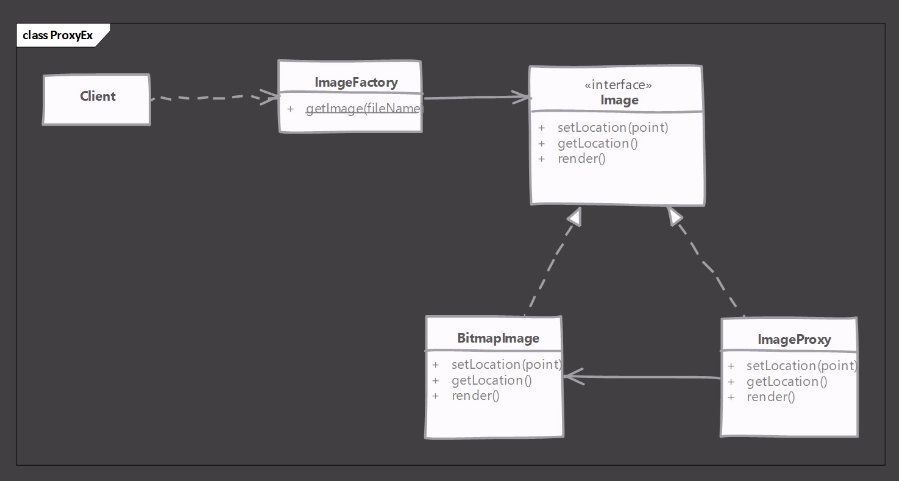 class ProxyEx
Client
ImageFactory
+ getImage(fileName)
«interface»
Image
+ setLocation(point)
+ getLocation()
+ render()
BitmapImage
+ setLocation(point)
+ getLocation()
+ render()
ImageProxy
+ setLocation(point)
+ getLocation()
+ render()